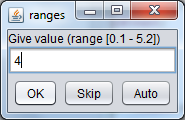 ranges
Give value (range [0.1 - 5.2])
4
OK Skip Auto